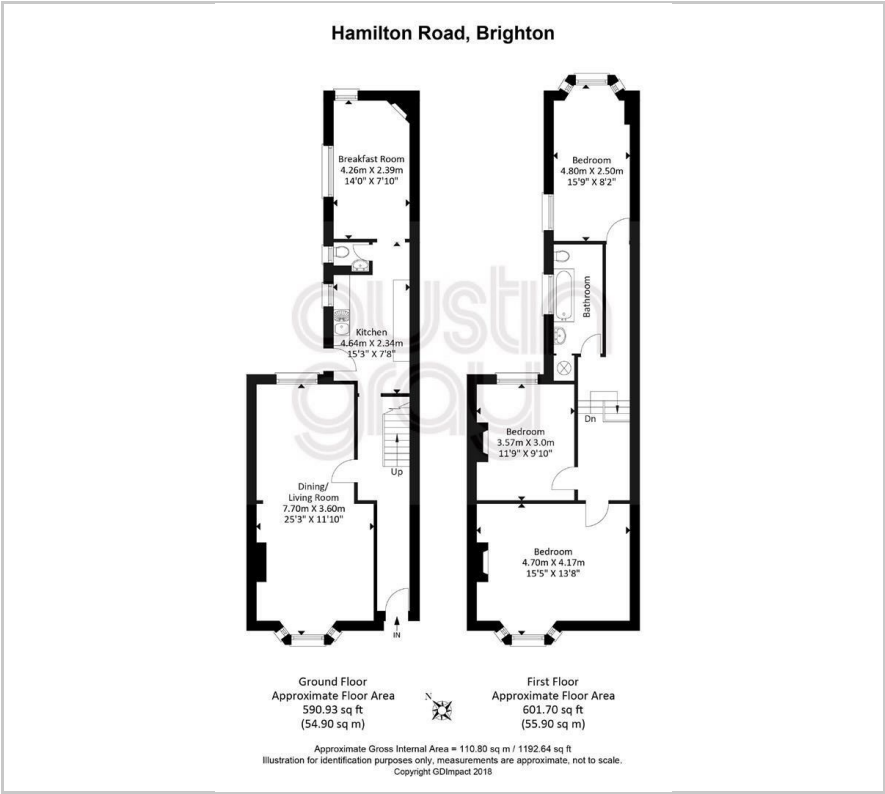 Hamilton Road, Brighton
Breakfast Room
4.26m X 2.39m
14'0" X 7'10"
Kitchen
4.64m X 2.34m
15'3" X 7'8"
Up
Dining/
Living Room
7.70m X 3.60m
25'3" X 11'10"
IN
Bedroom
4.80m X 2.50m
15'9" X 8'2"
Bathroom
Dn
Bedroom
3.57m X 3.0m
11'9" X 9'10"
Bedroom
4.70m X 4.17m
15'5" X 13'8"
austin
gray
Ground Floor
Approximate Floor Area
590.93 sq ft
(54.90 sq m)
N
First Floor
Approximate Floor Area
601.70 sq ft
(55.90 sq m)
Approximate Gross Internal Area = 110.80 sq m / 1192.64 sq ft
Illustration for identification purposes only, measurements are approximate, not to scale.
Copyright GDImpact 2018